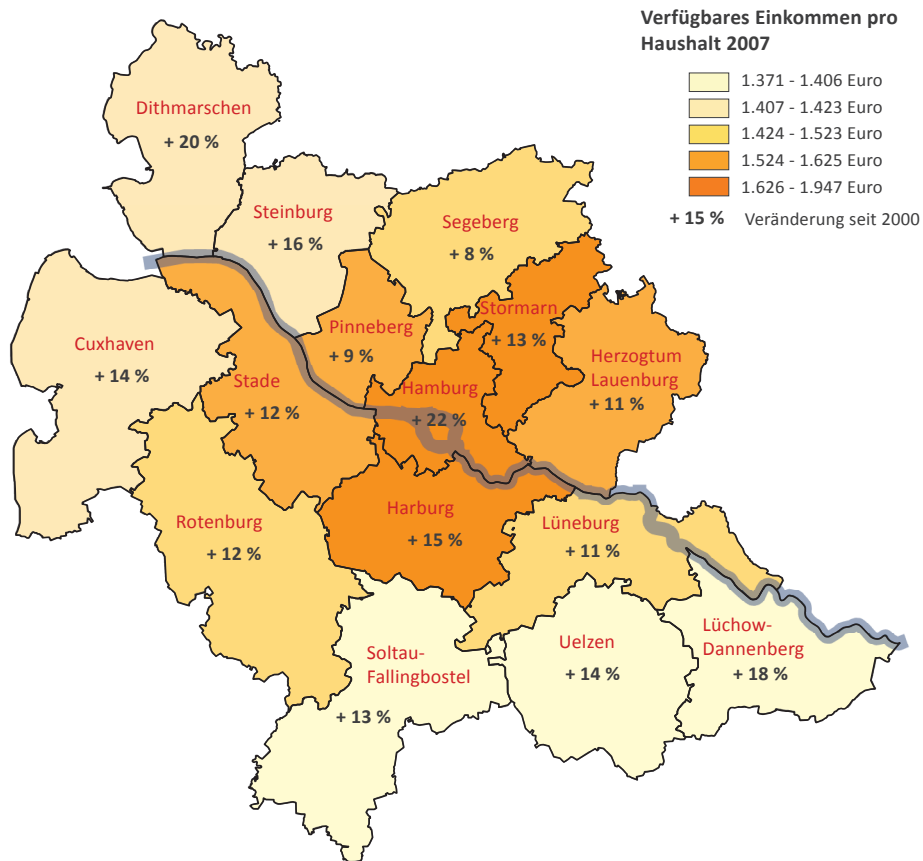 Verfügbares Einkommen pro
Haushalt 2007
1.371 - 1.406 Euro
1.407 - 1.423 Euro
1.424 - 1.523 Euro
1.524 - 1.625 Euro
1.626 - 1.947 Euro
+ 15 % Veränderung seit 2000
Dithmarschen
+ 20 %
Steinburg
+ 16 %
Segeberg
+ 8 %
Stormarn
+ 13 %
Pinneberg
+ 9 %
Cuxhaven
+ 14 %
Stade
+ 12 %
Hamburg
+ 22 %
Herzogtum
Lauenburg
+ 11 %
Rotenburg
+ 12 %
Harburg
+ 15 %
Lüneburg
+ 11 %
Soltau-
Fallingbostel
+ 13 %
Uelzen
+ 14 %
Lüchow-
Dannenberg
+ 18 %